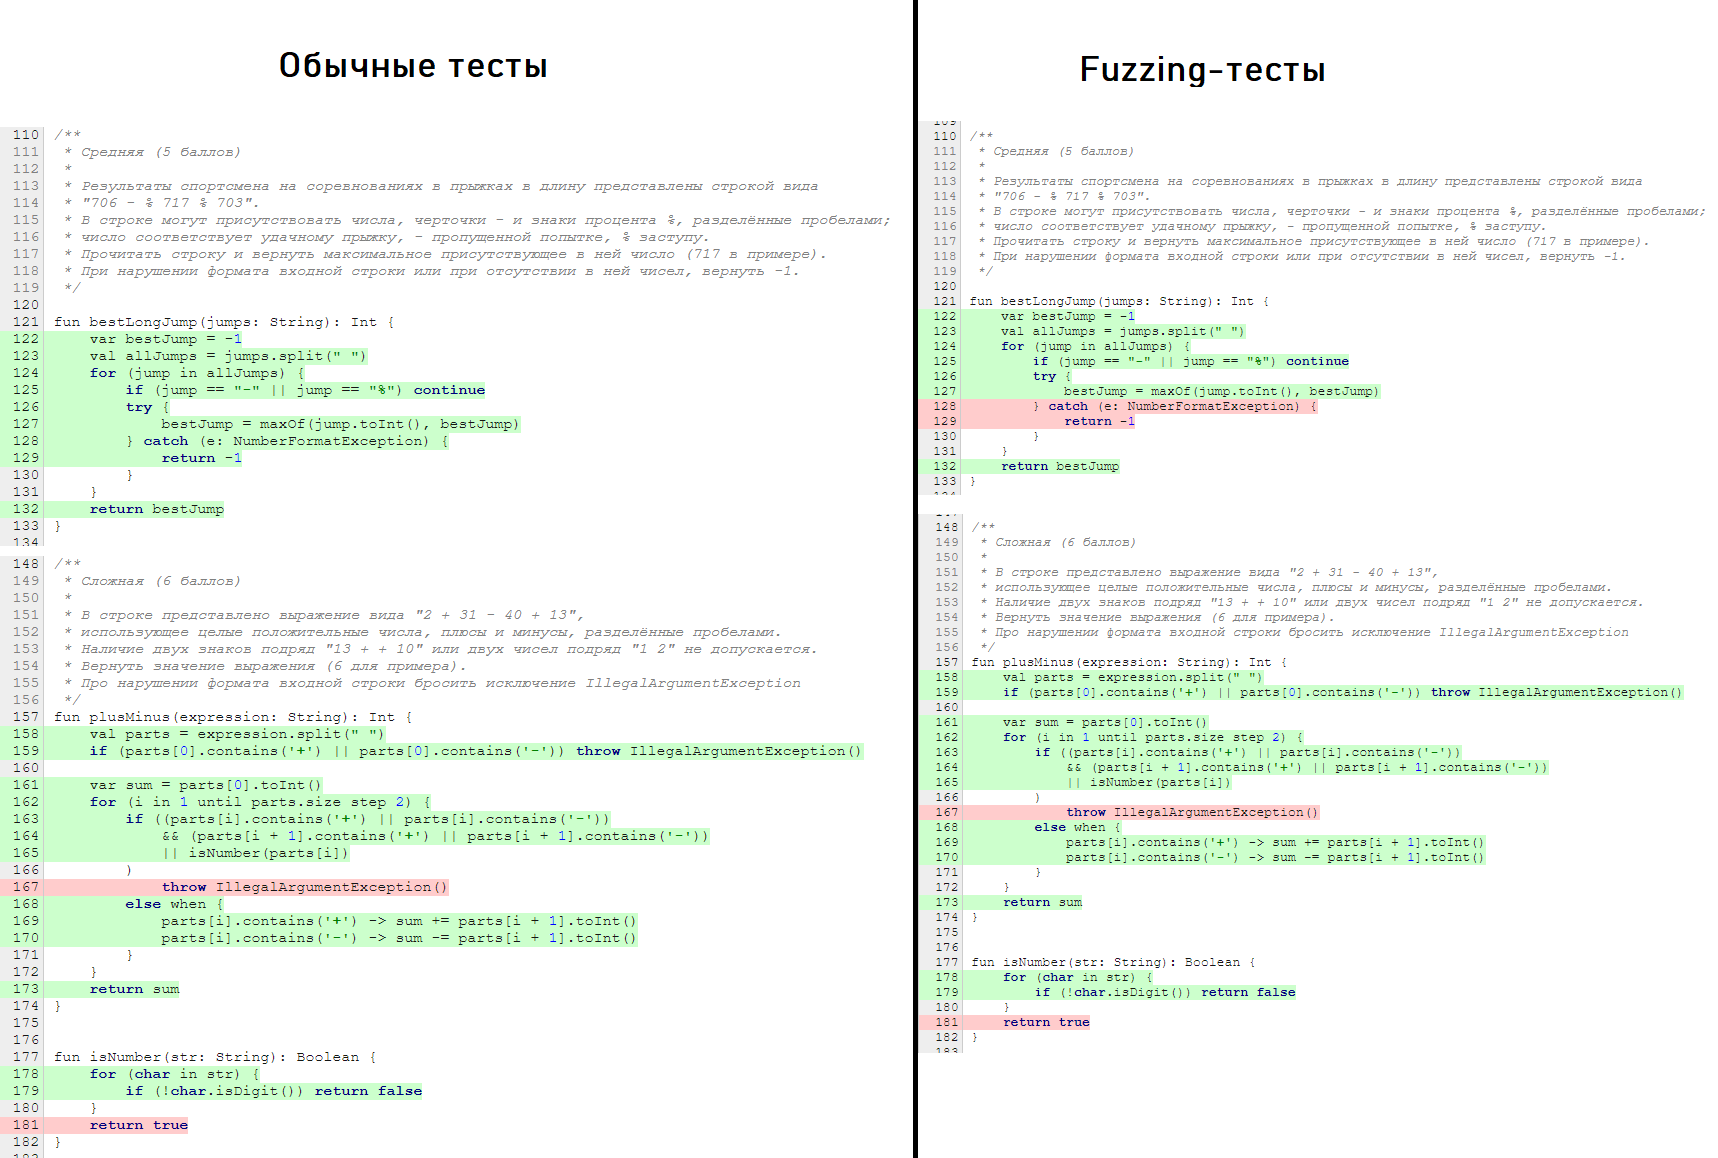 Обычные тесты
110 /**
111 * Средняя (5 баллов)
112 *
113 * Результаты спортсмена на соревнованиях в прыжках в длину представлены строкой вида
114 * "706 - % 717 % 703".
115 * В строке могут присутствовать числа, черточки - и знаки процента %, разделённые пробелами;
116 * число соответствует удачному прыжку, - пропущенной попытке, % заступу.
117 * Прочитать строку и вернуть максимальное присутствующее в ней число (717 в примере).
118 * При нарушении формата входной строки или при отсутствии в ней чисел, вернуть -1.
119 */
120
121 fun bestLongJump(jumps: String): Int {
122 var bestJump = -1
123 val allJumps = jumps.split(" ")
124 for (jump in allJumps) {
125 if (jump == "-" || jump == "%") continue
126 try {
127 bestJump = maxOf(jump.toInt(), bestJump)
128 } catch (e: NumberFormatException) {
129 return -1
130 }
131 }
132 return bestJump
133 }
134
148 /**
149 * Сложная (6 баллов)
150 *
151 * В строке представлено выражение вида "2 + 31 - 40 + 13",
152 * использующее целые положительные числа, плюсы и минусы, разделённые пробелами.
153 * Наличие двух знаков подряд "13 + + 10" или двух чисел подряд "1 2" не допускается.
154 * Вернуть значение выражения (6 для примера).
155 * Про нарушении формата входной строки бросить исключение IllegalArgumentException
156 */
157 fun plusMinus(expression: String): Int {
158 val parts = expression.split(" ")
159 if (parts[0].contains('+') || parts[0].contains('-')) throw IllegalArgumentException()
160
161 var sum = parts[0].toInt()
162 for (i in 1 until parts.size step 2) {
163 if ((parts[i].contains('+') || parts[i].contains('-'))
164 && (parts[i + 1].contains('+') || parts[i + 1].contains('-'))
165 || isNumber(parts[i])
166 )
167 throw IllegalArgumentException()
168 else when {
169 parts[i].contains('+') -> sum += parts[i + 1].toInt()
170 parts[i].contains('-') -> sum -= parts[i + 1].toInt()
171 }
172 }
173 return sum
174 }
175
176
177 fun isNumber(str: String): Boolean {
178 for (char in str) {
179 if (!char.isDigit()) return false
180 }
181 return true
182 }
Fuzzing-тесты
109
110 /**
111 * Средняя (5 баллов)
112 *
113 * Результаты спортсмена на соревнованиях в прыжках в длину представлены строкой вида
114 * "706 - % 717 % 703".
115 * В строке могут присутствовать числа, черточки - и знаки процента %, разделённые пробелами;
116 * число соответствует удачному прыжку, - пропущенной попытке, % заступу.
117 * Прочитать строку и вернуть максимальное присутствующее в ней число (717 в примере).
118 * При нарушении формата входной строки или при отсутствии в ней чисел, вернуть -1.
119 */
120
121 fun bestLongJump(jumps: String): Int {
122 var bestJump = -1
123 val allJumps = jumps.split(" ")
124 for (jump in allJumps) {
125 if (jump == "-" || jump == "%") continue
126 try {
127 bestJump = maxOf(jump.toInt(), bestJump)
128 } catch (e: NumberFormatException) {
129 return -1
130 }
131 }
132 return bestJump
133 }
148 /**
149 * Сложная (6 баллов)
150 *
151 * В строке представлено выражение вида "2 + 31 - 40 + 13",
152 * использующее целые положительные числа, плюсы и минусы, разделённые пробелами.
153 * Наличие двух знаков подряд "13 + + 10" или двух чисел подряд "1 2" не допускается.
154 * Вернуть значение выражения (6 для примера).
155 * Про нарушении формата входной строки бросить исключение IllegalArgumentException
156 */
157 fun plusMinus(expression: String): Int {
158 val parts = expression.split(" ")
159 if (parts[0].contains('+') || parts[0].contains('-')) throw IllegalArgumentException()
160
161 var sum = parts[0].toInt()
162 for (i in 1 until parts.size step 2) {
163 if ((parts[i].contains('+') || parts[i].contains('-'))
164 && (parts[i + 1].contains('+') || parts[i + 1].contains('-'))
165 || isNumber(parts[i])
166 )
167 throw IllegalArgumentException()
168 else when {
169 parts[i].contains('+') -> sum += parts[i + 1].toInt()
170 parts[i].contains('-') -> sum -= parts[i + 1].toInt()
171 }
172 }
173 return sum
174 }
175
176
177 fun isNumber(str: String): Boolean {
178 for (char in str) {
179 if (!char.isDigit()) return false
180 }
181 return true
182 }